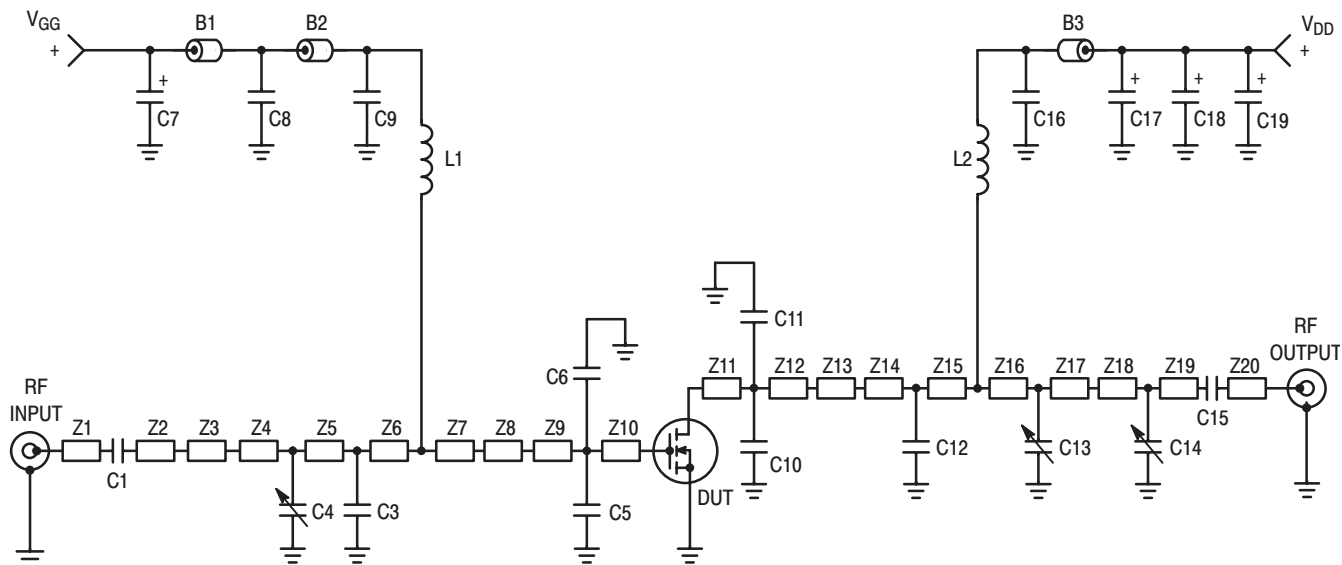 VGG
+
B1
B2
B3
VDD
+
+
C7
C8
C9
L1
L2
C16
+
C17
+
C18
+
C19
C11
RF
INPUT
Z1
C1
Z2
Z3
Z4
Z5
Z6
Z7
Z8
Z9
C6
Z10
C4
C3
C5
DUT
Z11
Z12
Z13
Z14
Z15
Z16
Z17
Z18
Z19
Z20
RF
OUTPUT
C15
C10
C12
C13
C14